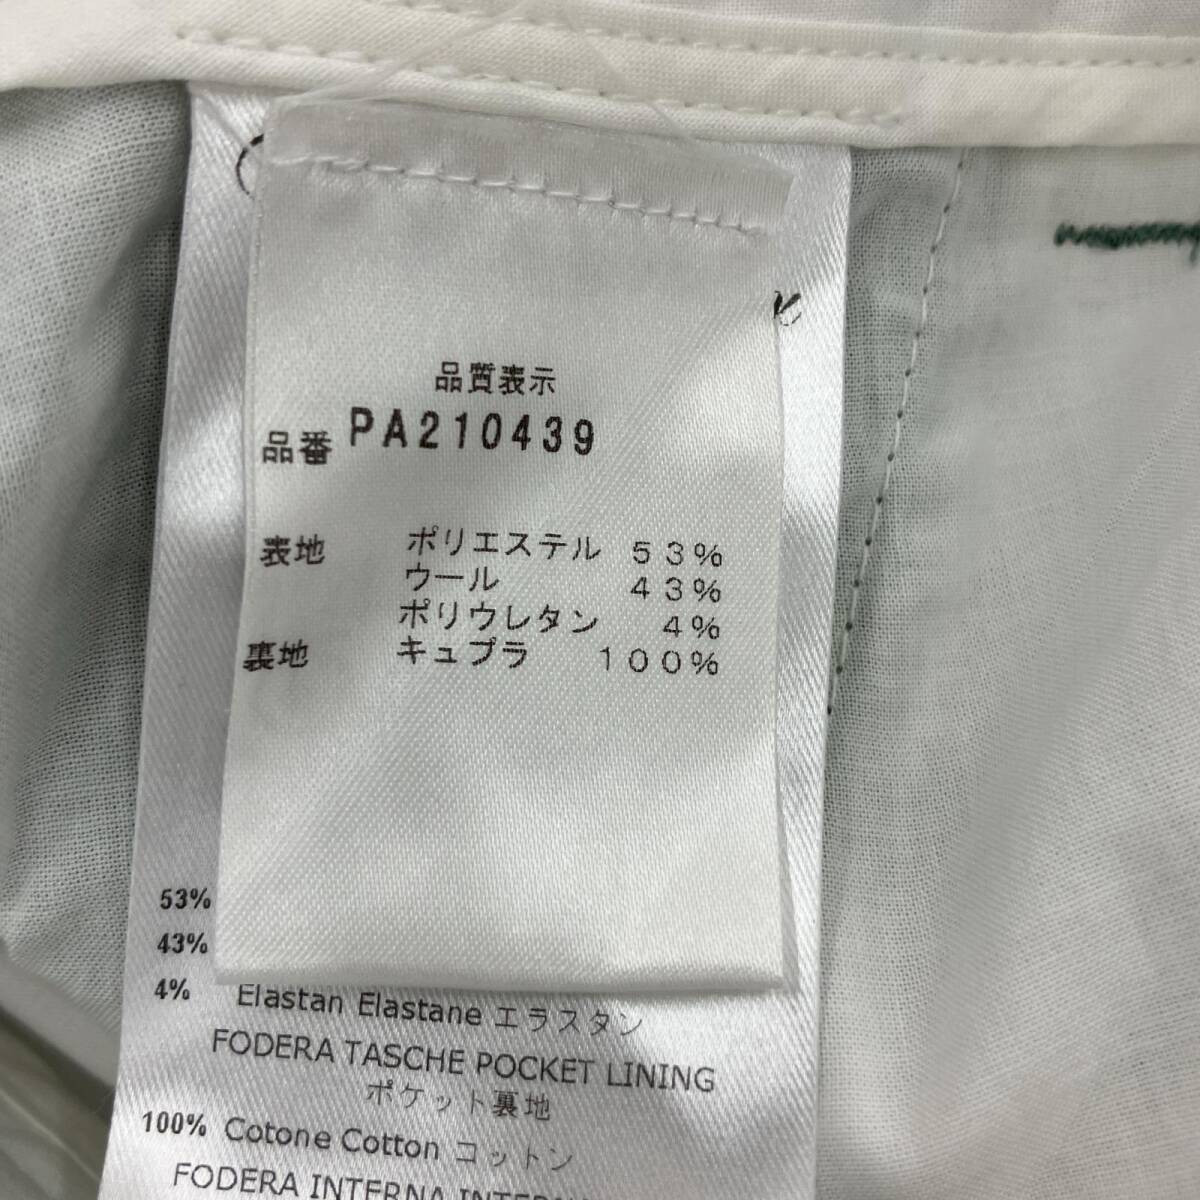 品質表示
品番 PA210439
表地 ポリエステル 53%
ウール 43%
ポリウレタン 4%
裏地 キュプラ 100%
53%
43%
4% Elastan Elastane エラスタン
FODERA TASCHE POCKET LINING
ポケット裏地
100% Cotone Cotton コットン
FODERA INTERNA